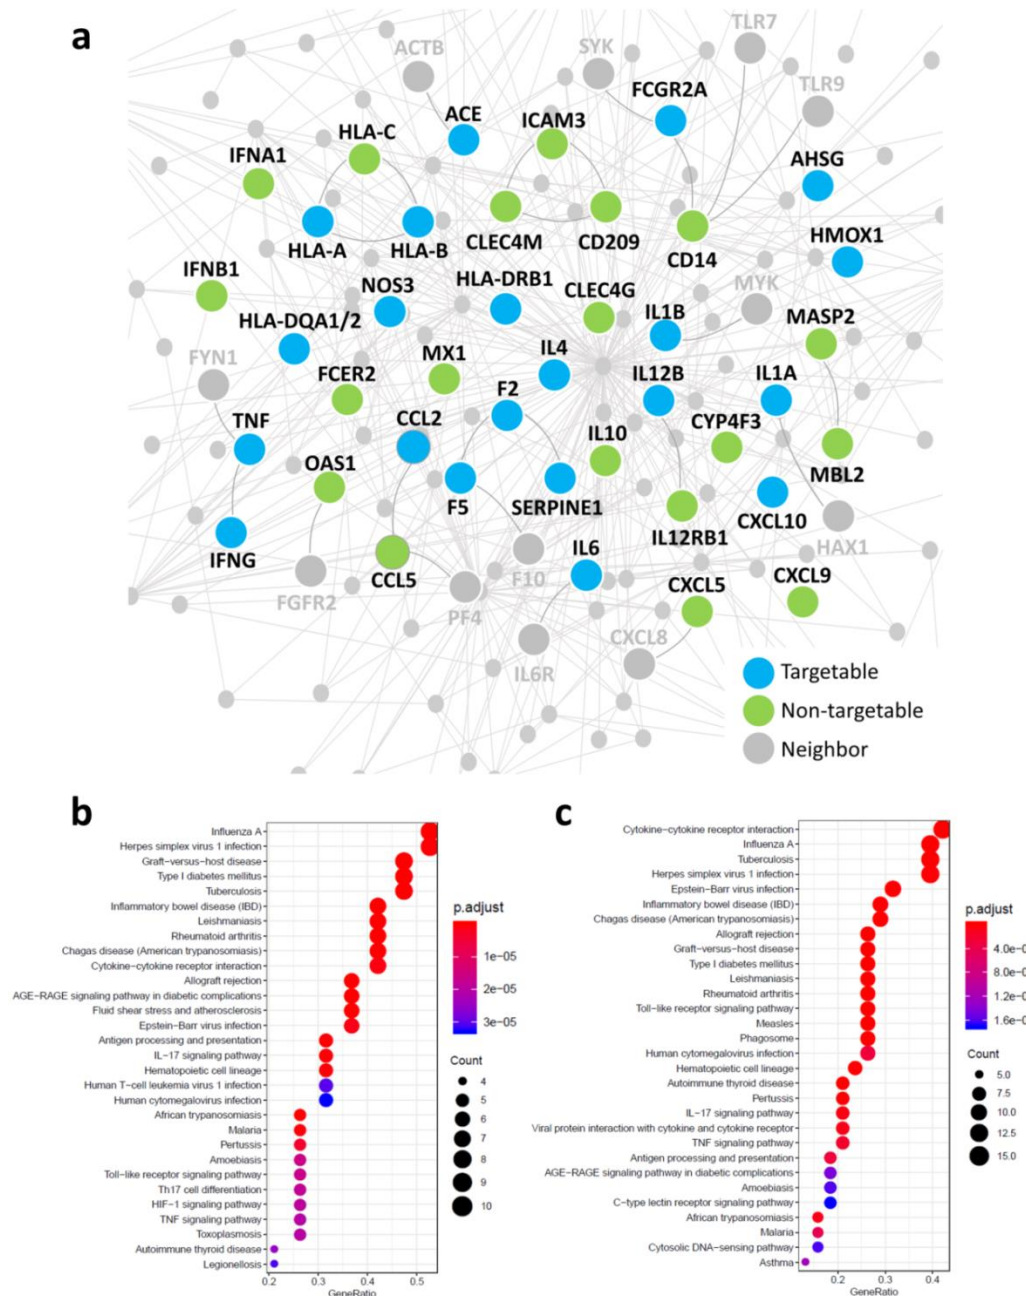 a
TLR7
ACTB
SYK
TLR9
FCGR2A
ACE
ICAM3
HLA-C
IFNA1
AHSG
HLA-A
HLA-B
CLEC4M
CD209
CD14
HMOX1
IFNB1
NOS3
HLA-DRB1
CLEC4G
MYK
IL1B
MASP2
HLA-DQA1/2
FYN1
MX1
IL4
FCER2
F2
IL12B
IL1A
TNF
CCL2
CYP4F3
OAS1
IL10
MBL2
F5
SERPINE1
CXCL10
IL12RB1
IFNG
IL6
HAX1
CCL5
F10
CXCL5
CXCL9
FGFR2
PF4
CXCL8
IL6R
Targetable
Non-targetable
Neighbor
b
Influenza A
Herpes simplex virus 1 infection
Graft-versus-host disease
Type I diabetes mellitus
Tuberculosis
Inflammatory bowel disease (IBD)
Leishmaniasis
Rheumatoid arthritis
Chagas disease (American trypanosomiasis)
Cytokine-cytokine receptor interaction
Allograft rejection
AGE-RAGE signaling pathway in diabetic complications
Fluid shear stress and atherosclerosis
Epstein-Barr virus infection
Antigen processing and presentation
IL-17 signaling pathway
Hematopoietic cell lineage
Human T-cell leukemia virus 1 infection
Human cytomegalovirus infection
African trypanosomiasis
Malaria
Pertussis
Amoebiasis
Toll-like receptor signaling pathway
Th17 cell differentiation
HIF-1 signaling pathway
TNF signaling pathway
Toxoplasmosis
Autoimmune thyroid disease
Legionellosis
0.2 0.3 0.4 0.5
GeneRatio
p.adjust
1e-05
2e-05
3e-05
Count
4
5
6
7
8
9
10
c
Cytokine-cytokine receptor interaction
Influenza A
Tuberculosis
Herpes simplex virus 1 infection
Epstein-Barr virus infection
Inflammatory bowel disease (IBD)
Chagas disease (American trypanosomiasis)
Allograft rejection
Graft-versus-host disease
Type I diabetes mellitus
Leishmaniasis
Rheumatoid arthritis
Toll-like receptor signaling pathway
Measles
Phagosome
Human cytomegalovirus infection
Hematopoietic cell lineage
Autoimmune thyroid disease
Pertussis
IL-17 signaling pathway
Viral protein interaction with cytokine and cytokine receptor
TNF signaling pathway
Antigen processing and presentation
AGE-RAGE signaling pathway in diabetic complications
Amoebiasis
C-type lectin receptor signaling pathway
African trypanosomiasis
Malaria
Cytosolic DNA-sensing pathway
Asthma
0.2 0.3 0.4
GeneRatio
p.adjust
4.0e-0
8.0e-0
1.2e-0
1.6e-0
Count
5.0
7.5
10.0
12.5
15.0